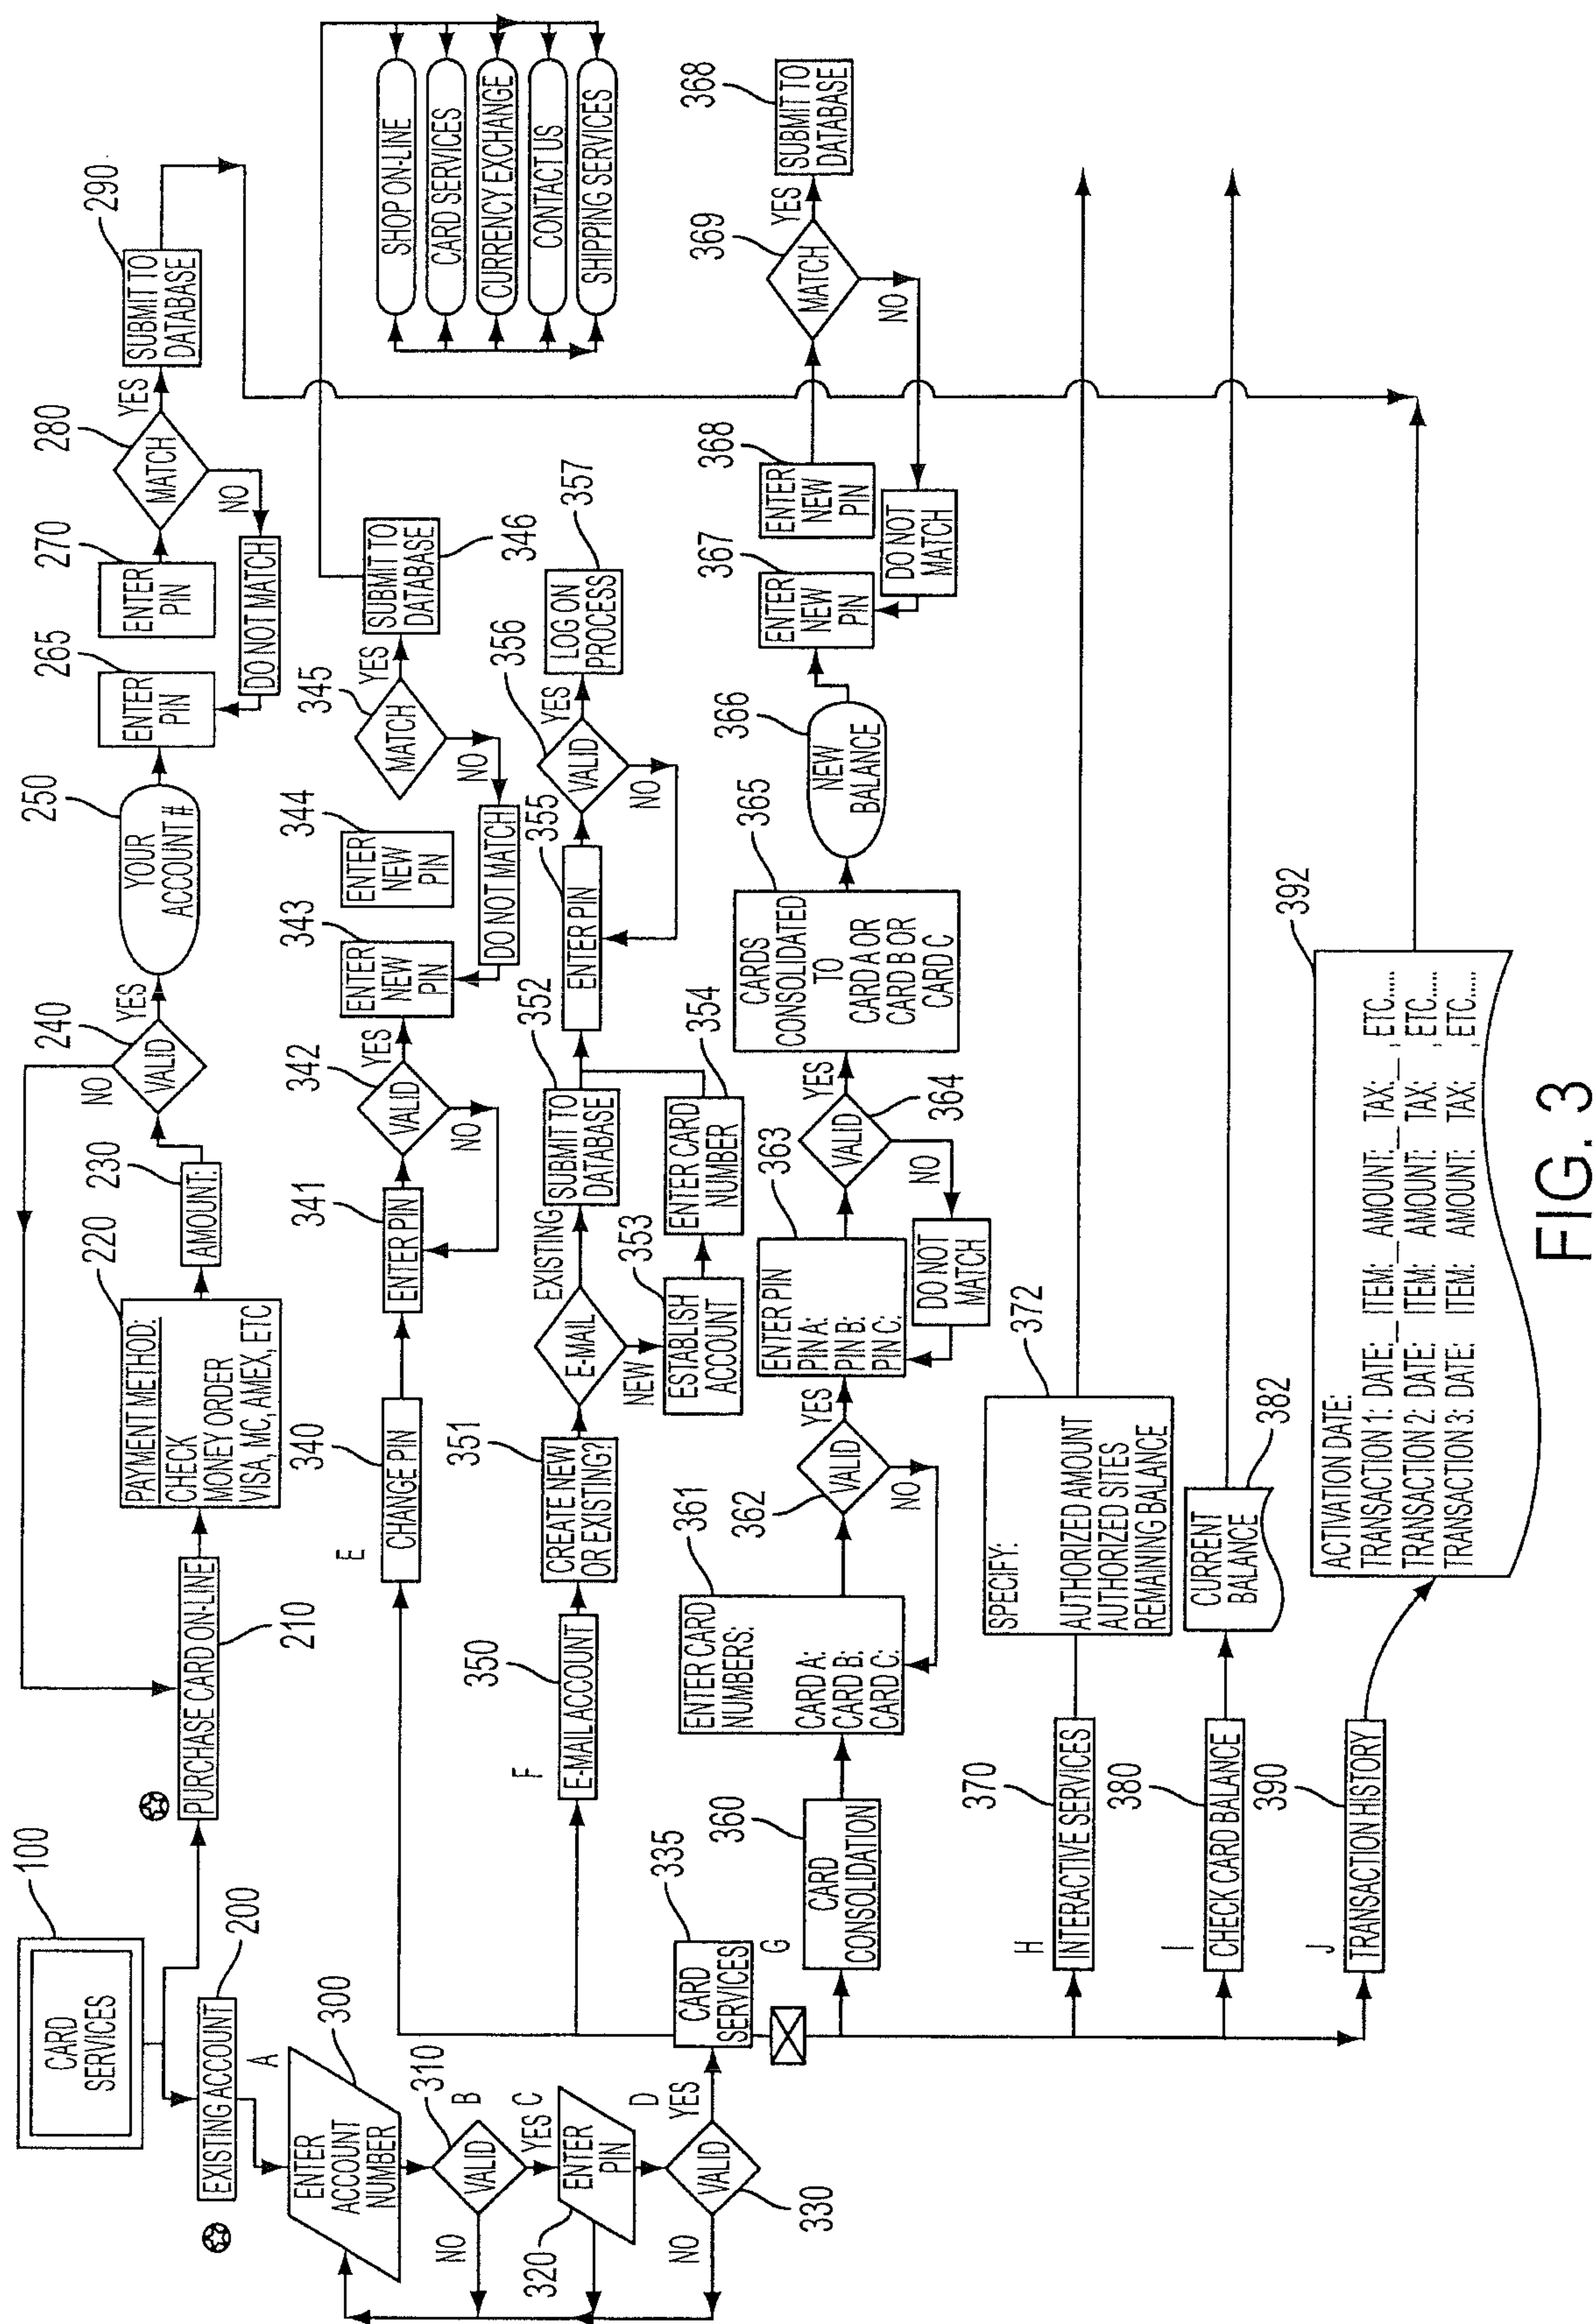 100
CARD
SERVICES
200
EXISTING ACCOUNT
210
PURCHASE CARD ON-LINE
220
PAYMENT METHOD:
CHECK
MONEY ORDER
VISA, MC, AMEX, ETC
230
AMOUNT:
240
VALID
NO
YES
250
YOUR
ACCOUNT #
265
ENTER
PIN
270
ENTER
PIN
280
MATCH
YES
NO
DO NOT MATCH
290
SUBMIT TO
DATABASE
A
300
ENTER
ACCOUNT
NUMBER
310
B
VALID
NO
YES
C
320
ENTER
PIN
D
330
VALID
NO
YES
335
CARD
SERVICES
E
340
CHANGE PIN
341
ENTER PIN
342
VALID
YES
NO
343
ENTER
NEW
PIN
344
ENTER
NEW
PIN
345
MATCH
YES
NO
DO NOT MATCH
346
SUBMIT TO
DATABASE
SHOP ON-LINE
CARD SERVICES
CURRENCY EXCHANGE
CONTACT US
SHIPPING SERVICES
F
350
E-MAIL ACCOUNT
351
CREATE NEW
OR EXISTING?
E-MAIL
EXISTING
NEW
352
SUBMIT TO
DATABASE
353
ESTABLISH
ACCOUNT
354
ENTER CARD
NUMBER
355
ENTER PIN
356
VALID
YES
NO
357
LOG ON
PROCESS
G
360
CARD
CONSOLIDATION
361
ENTER CARD
NUMBERS:
CARD A:
CARD B:
CARD C:
362
VALID
YES
NO
363
ENTER PIN
PIN A:
PIN B:
PIN C:
364
VALID
YES
NO
DO NOT
MATCH
365
CARDS
CONSOLIDATED
TO
CARD A OR
CARD B OR
CARD C
366
NEW
BALANCE
367
ENTER
NEW
PIN
368
ENTER
NEW
PIN
369
MATCH
YES
NO
DO NOT
MATCH
368
SUBMIT TO
DATABASE
H
370
INTERACTIVE SERVICES
372
SPECIFY:
AUTHORIZED AMOUNT
AUTHORIZED SITES
REMAINING BALANCE
I
380
CHECK CARD BALANCE
382
CURRENT
BALANCE
J
390
TRANSACTION HISTORY
392
ACTIVATION DATE:
TRANSACTION 1: DATE:_ ITEM:_ AMOUNT:_ TAX:_ ; ETC.....
TRANSACTION 2: DATE:_ ITEM:_ AMOUNT:_ TAX:_ ; ETC.....
TRANSACTION 3: DATE: ITEM: AMOUNT: TAX: ; ETC.....
FIG. 3